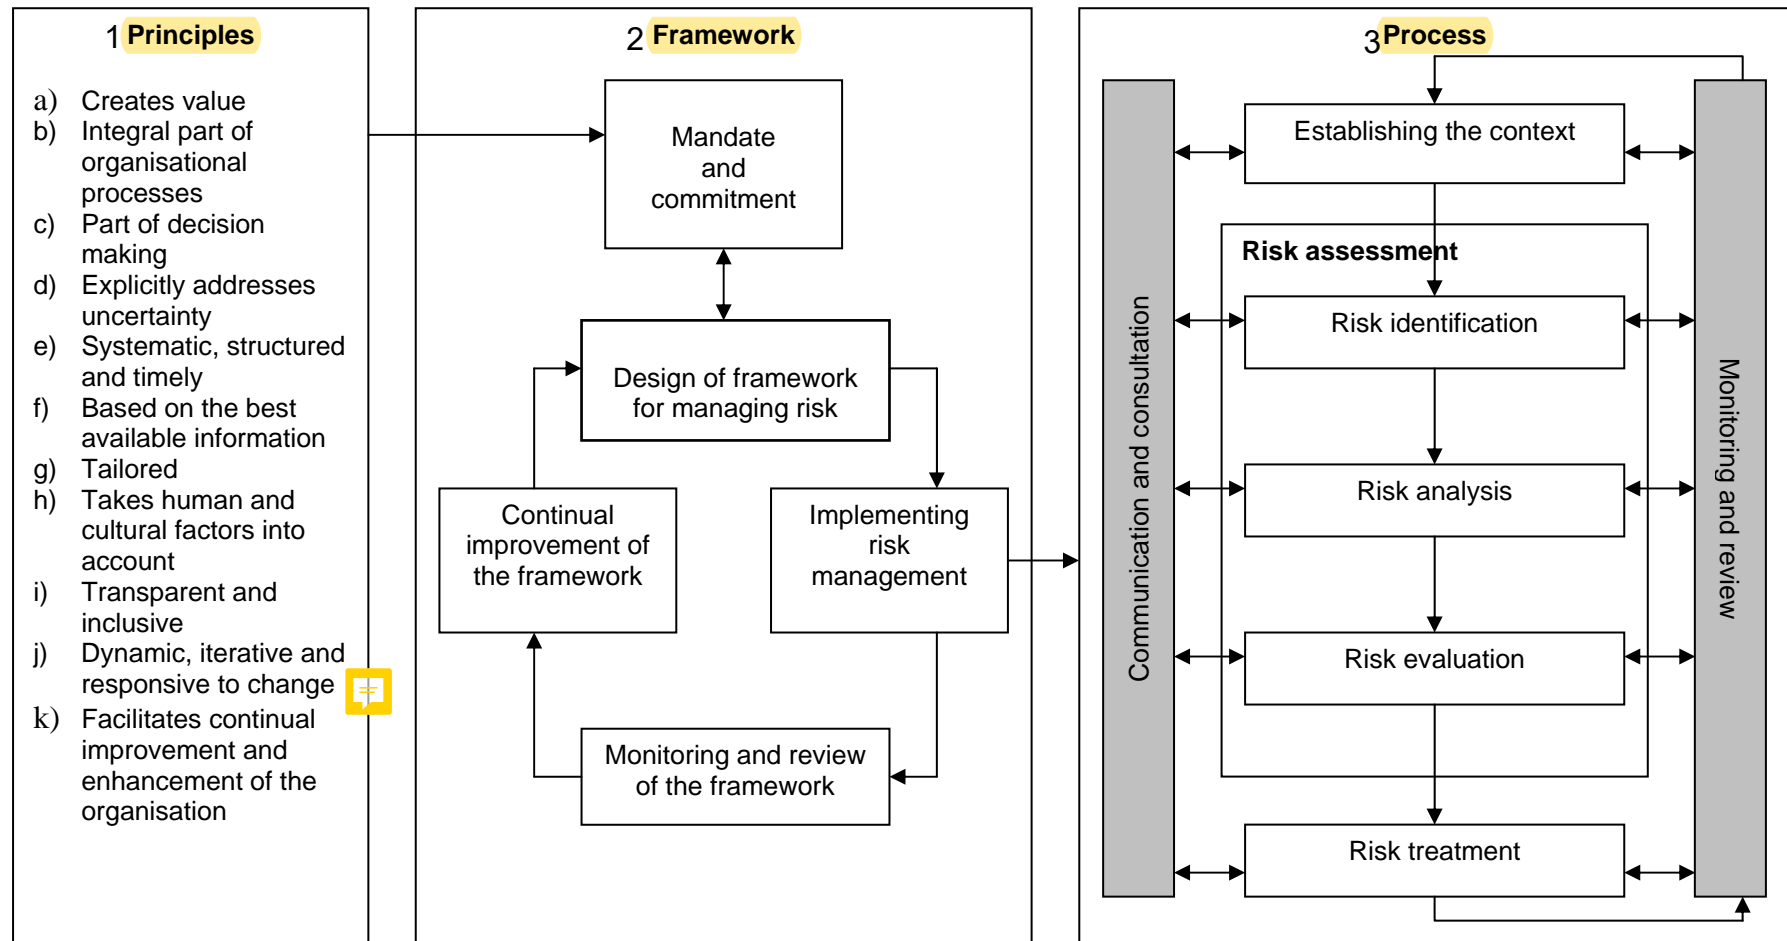 1 Principles
a) Creates value
b) Integral part of
organisational
processes
c) Part of decision
making
d) Explicitly addresses
uncertainty
e) Systematic, structured
and timely
f) Based on the best
available information
g) Tailored
h) Takes human and
cultural factors into
account
i) Transparent and
inclusive
j) Dynamic, iterative and
responsive to change
k) Facilitates continual
improvement and
enhancement of the
organisation
2 Framework
Mandate
and
commitment
Design of framework
for managing risk
Continual
improvement of
the framework
Implementing
risk
management
Monitoring and review
of the framework
3 Process
Communication and consultation
Establishing the context
Risk assessment
Risk identification
Risk analysis
Risk evaluation
Risk treatment
Monitoring and review